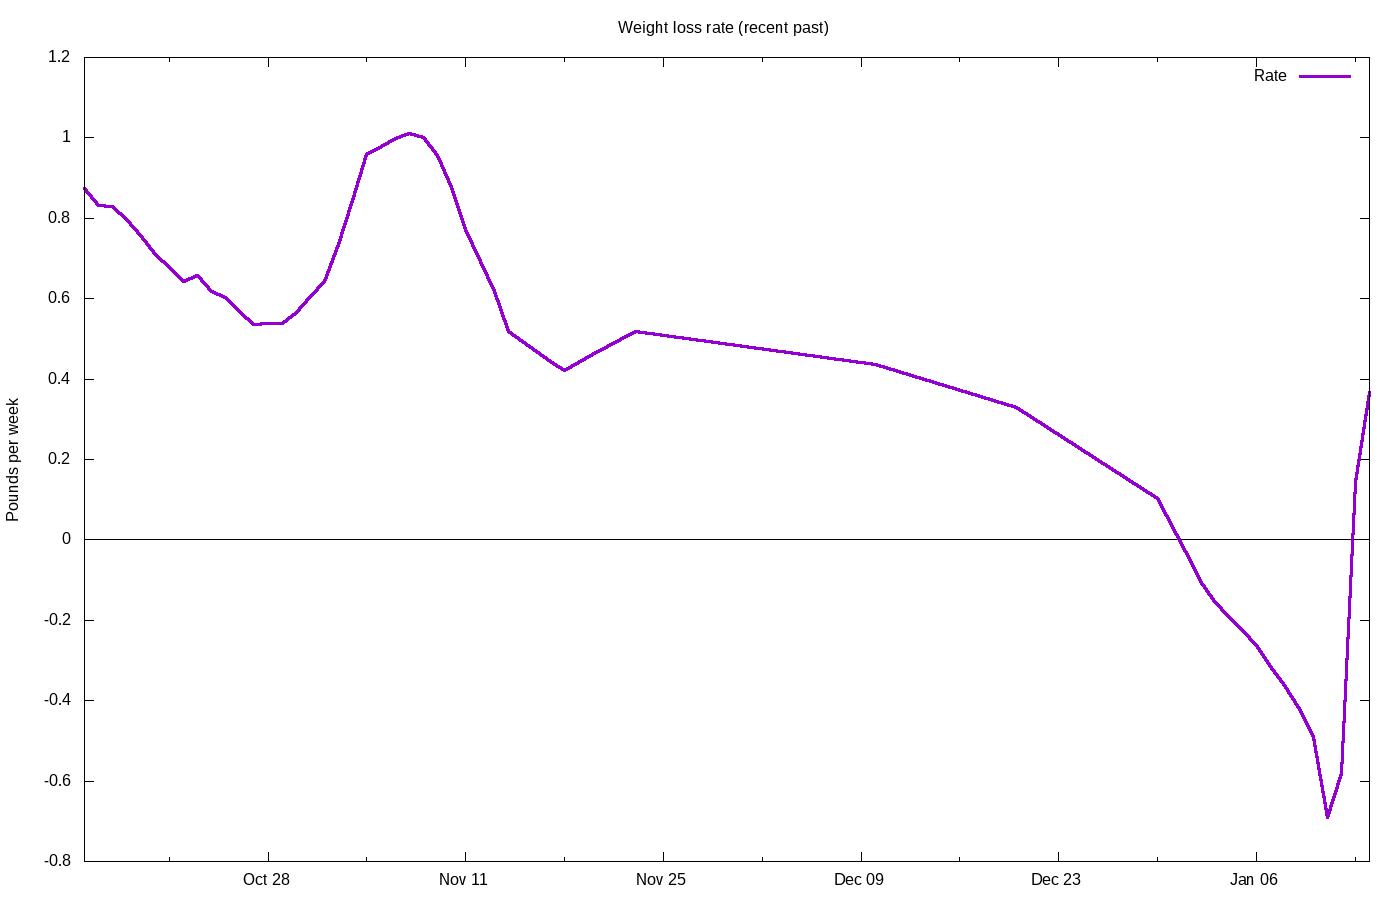 Weight loss rate (recent past)
1.2
Rate
1
0.8
0.6
0.4
0.2
0
-0.2
-0.4
-0.6
-0.8
Pounds per week
Oct 28
Nov 11
Nov 25
Dec 09
Dec 23
Jan 06